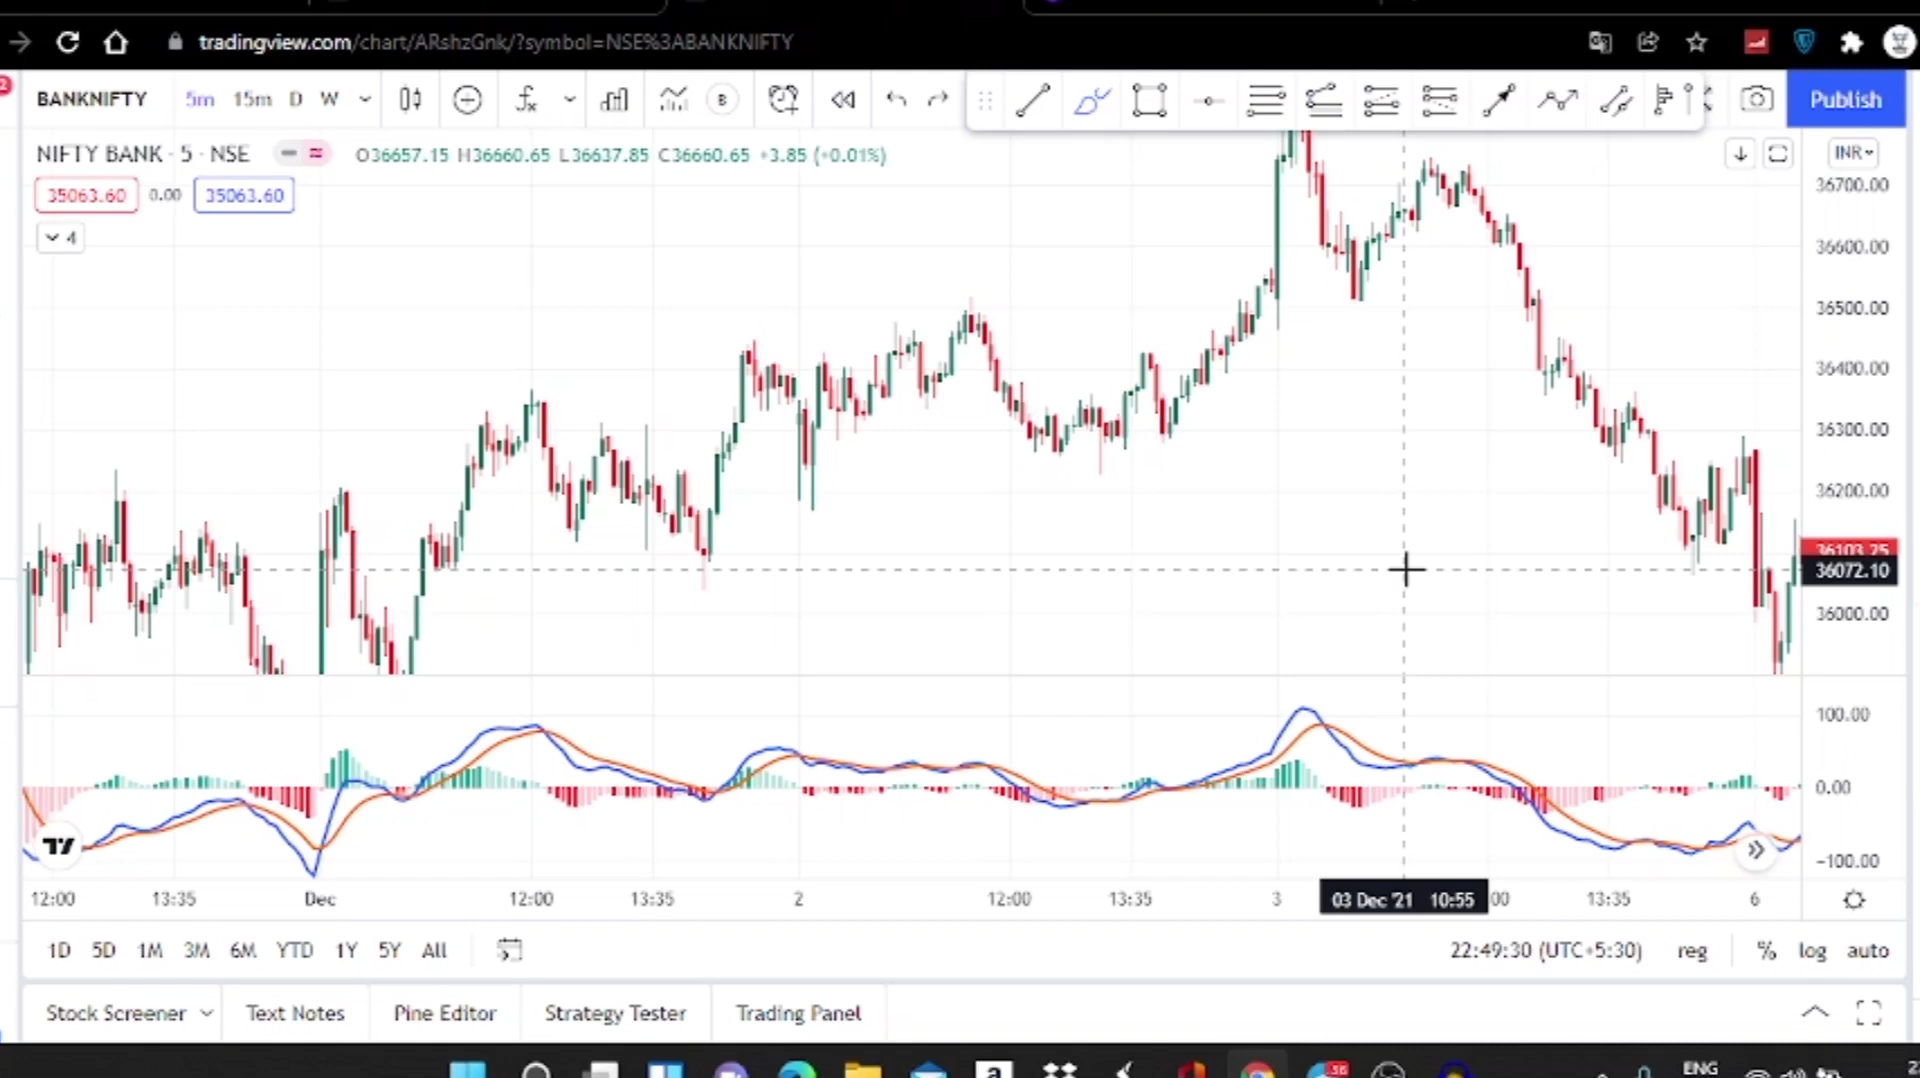 tradingview.com/chart/ARshzGnk/?symbol=NSE%3ABANKNIFTY
BANKNIFTY 5m 15m D W B Publish
NIFTY BANK · 5 · NSE O36657.15 H36660.65 L36637.85 C36660.65 +3.85 (+0.01%) INR
35063.60 0.00 35063.60
4
36700.00
36600.00
36500.00
36400.00
36300.00
36200.00
36103.25
36072.10
36000.00
100.00
0.00
-100.00
12:00 13:35 Dec 12:00 13:35 2 12:00 13:35 3 03 Dec '21 10:55 00 13:35 6
1D 5D 1M 3M 6M YTD 1Y 5Y All 22:49:30 (UTC+5:30) reg % log auto
Stock Screener Text Notes Pine Editor Strategy Tester Trading Panel
a ENG